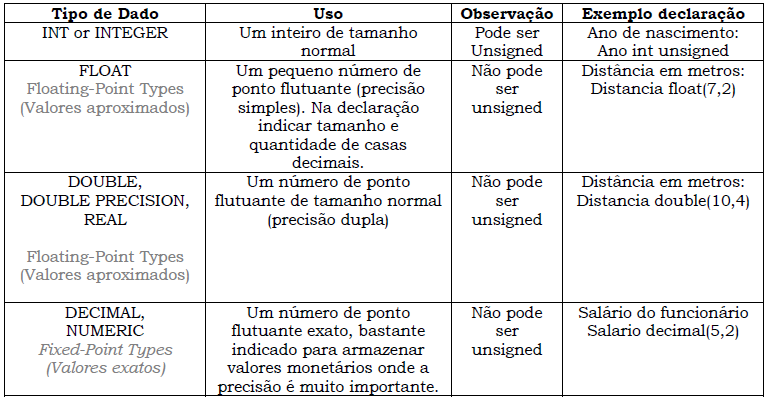 Tipo de Dado
Uso
Observação
Exemplo declaração
INT or INTEGER
Um inteiro de tamanho
normal
Pode ser
Unsigned
Ano de nascimento:
Ano int unsigned
FLOAT
Floating-Point Types
(Valores aproximados)
Um pequeno número de
ponto flutuante (precisão
simples). Na declaração
indicar tamanho e
quantidade de casas
decimais.
Não pode
ser
unsigned
Distância em metros:
Distancia float(7,2)
DOUBLE,
DOUBLE PRECISION,
REAL
Floating-Point Types
(Valores aproximados)
Um número de ponto
flutuante de tamanho normal
(precisão dupla)
Não pode
ser
unsigned
Distância em metros:
Distancia double(10,4)
DECIMAL,
NUMERIC
Fixed-Point Types
(Valores exatos)
Um número de ponto
flutuante exato, bastante
indicado para armazenar
valores monetários onde a
precisão é muito importante.
Não pode
ser
unsigned
Salário do funcionário
Salario decimal(5,2)